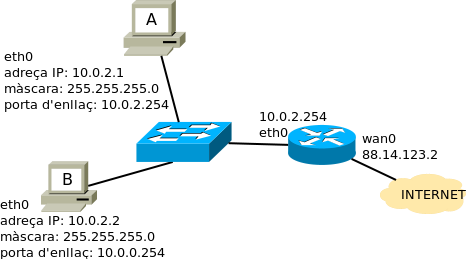 A
eth0
adreça IP: 10.0.2.1
màscara: 255.255.255.0
porta d'enllaç: 10.0.2.254
10.0.2.254
eth0
wan0
88.14.123.2
INTERNET
B
eth0
adreça IP: 10.0.2.2
màscara: 255.255.255.0
porta d'enllaç: 10.0.0.254